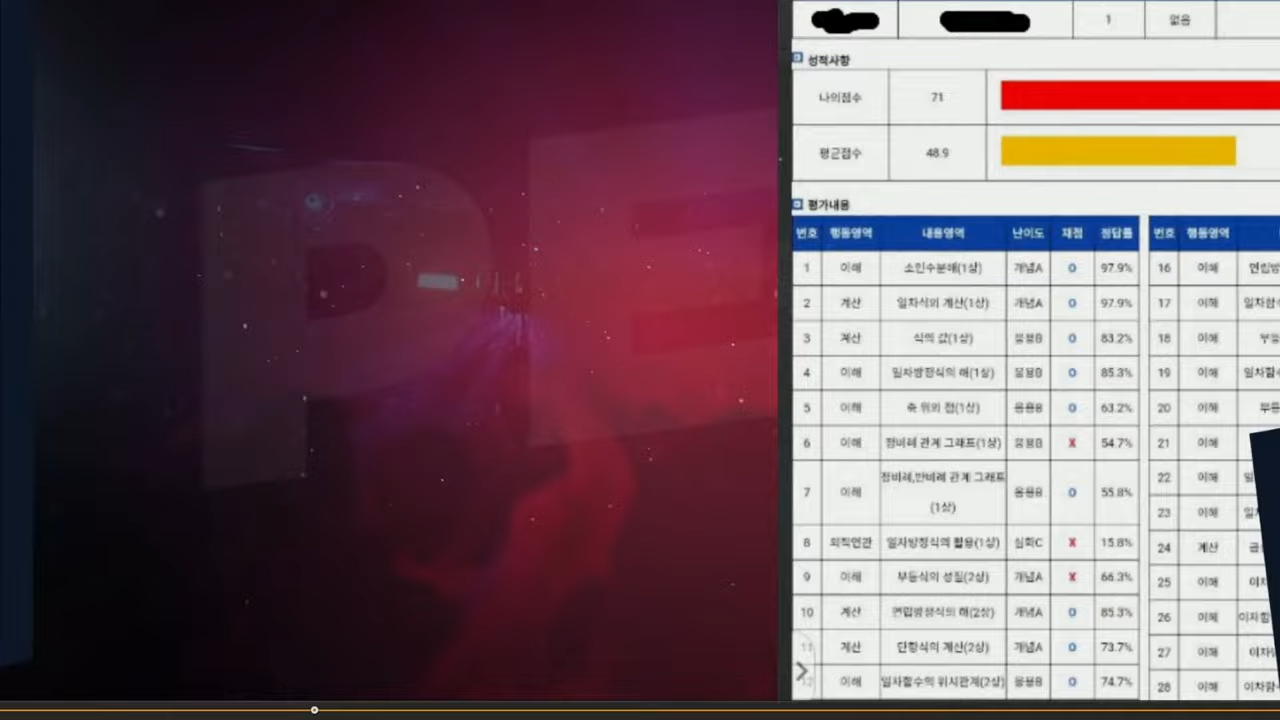 PE
1 없음
성적사항
나의점수 71
평균점수 48.9
평가내용
번호 행동영역 내용영역 난이도 채점 정답률 번호 행동영역
1 이해 소인수분해(1상) 개념A O 97.9% 16 이해
2 계산 일차식의 계산(1상) 개념A O 97.9% 17 이해
3 계산 식의 값(1상) 응용B O 83.2% 18 이해
4 이해 일차방정식의 해(1상) 응용B O 85.3% 19 이해
5 이해 축 위의 점(1상) 응용B O 63.2% 20 이해
6 이해 정비례 관계 그래프(1상) 응용B X 54.7% 21 이해
7 이해 정비례,반비례 관계 그래프 응용B O 55.8% 22 이해
(1상) 23 이해
8 외적연관 일차방정식의 활용(1상) 심화C X 15.8% 24 계산
9 이해 부등식의 성질(2상) 개념A X 66.3% 25 이해
10 계산 연립방정식의 해(2상) 개념A O 85.3% 26 이해
11 계산 단항식의 계산(2상) 개념A O 73.7% 27 이해
12 이해 일차함수의 위치관계(2상) 응용B O 74.7% 28 이해